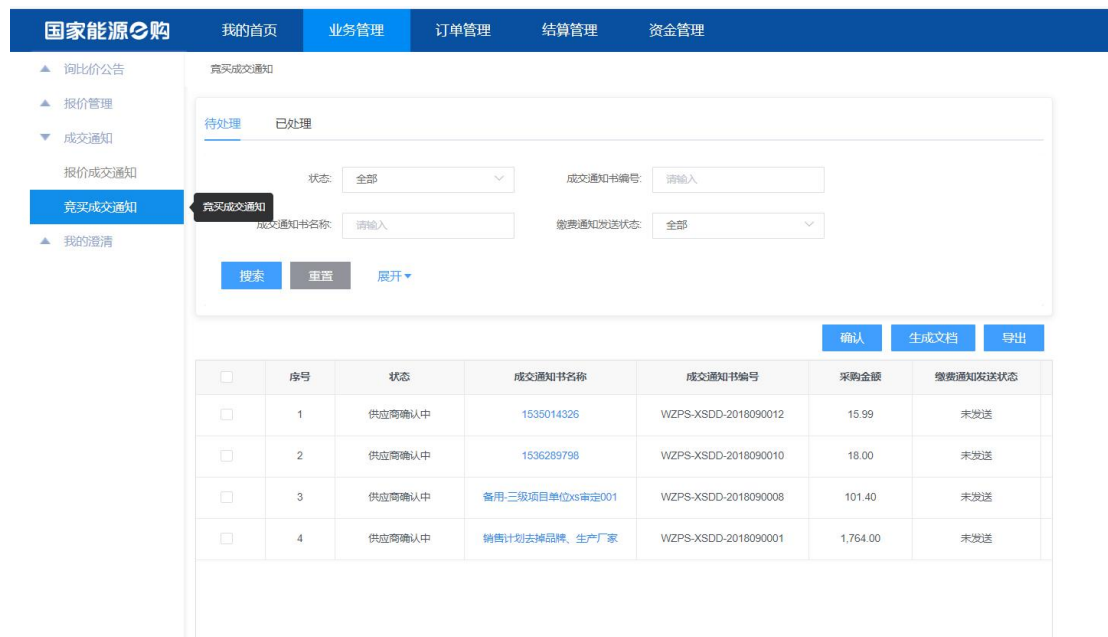 国家能源e购 我的首页 业务管理 订单管理 结算管理 资金管理
询比价公告
报价管理
成交通知
报价成交通知
竞买成交通知
我的澄清
竞买成交通知
竞买成交通知
待处理 已处理
状态: 全部 成交通知书编号: 请输入
成交通知书名称: 请输入 缴费通知发送状态: 全部
搜索 重置 展开
确认 生成文档 导出
序号 状态 成交通知书名称 成交通知书编号 采购金额 缴费通知发送状态
1 供应商确认中 1535014326 WZPS-XSDD-2018090012 15.99 未发送
2 供应商确认中 1536289798 WZPS-XSDD-2018090010 18.00 未发送
3 供应商确认中 备用-三级项目单位xs审定001 WZPS-XSDD-2018090008 101.40 未发送
4 供应商确认中 销售计划去掉品牌、生产厂家 WZPS-XSDD-2018090001 1,764.00 未发送